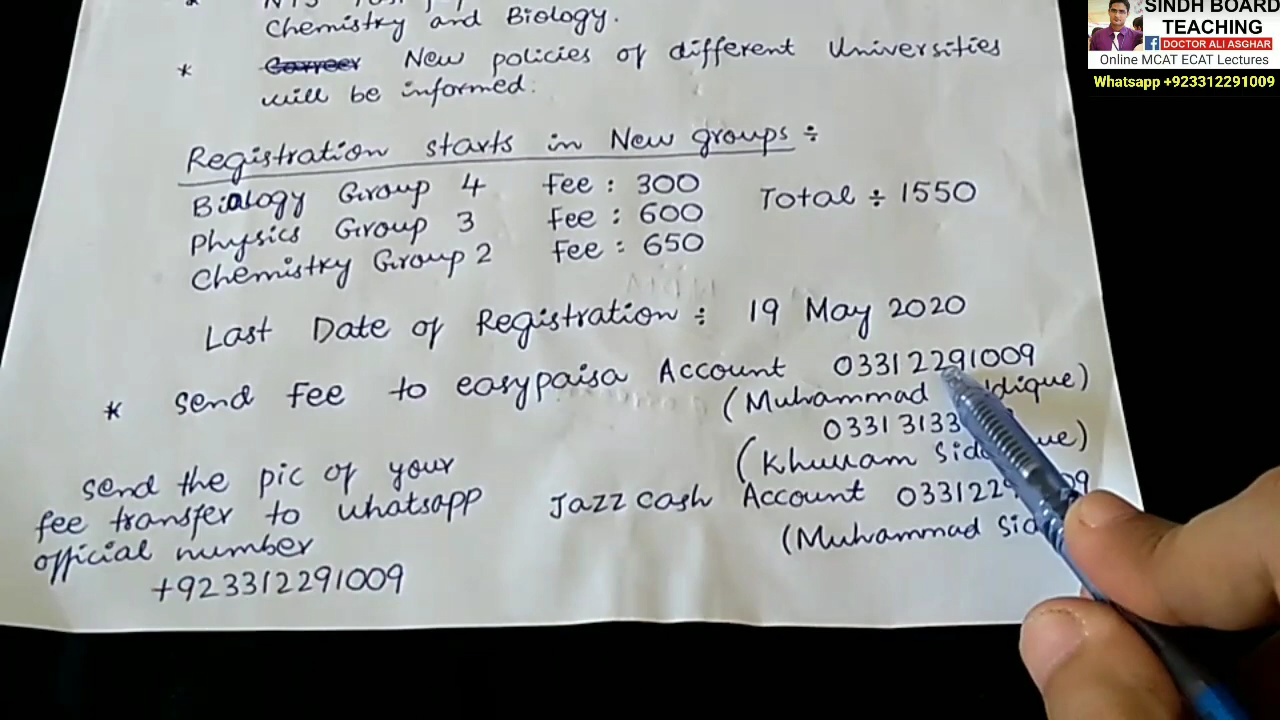 Chemistry and Biology.
* Career New policies of different Universities
will be informed.
Registration starts in New groups ÷
Biology Group 4 Fee : 300
Physics Group 3 Fee : 600
Chemistry Group 2 Fee : 650
Total ÷ 1550
Last Date of Registration ÷ 19 May 2020
* Send Fee to easypaisa Account 03312291009
(Muhammad
03313133
(Khurram
Jazz cash Account
(Muhammad
send the pic of your
fee transfer to whatsapp
official number
+923312291009
SINDH BOARD
TEACHING
f DOCTOR ALI ASGHAR
Online MCAT ECAT Lectures
Whatsapp +923312291009